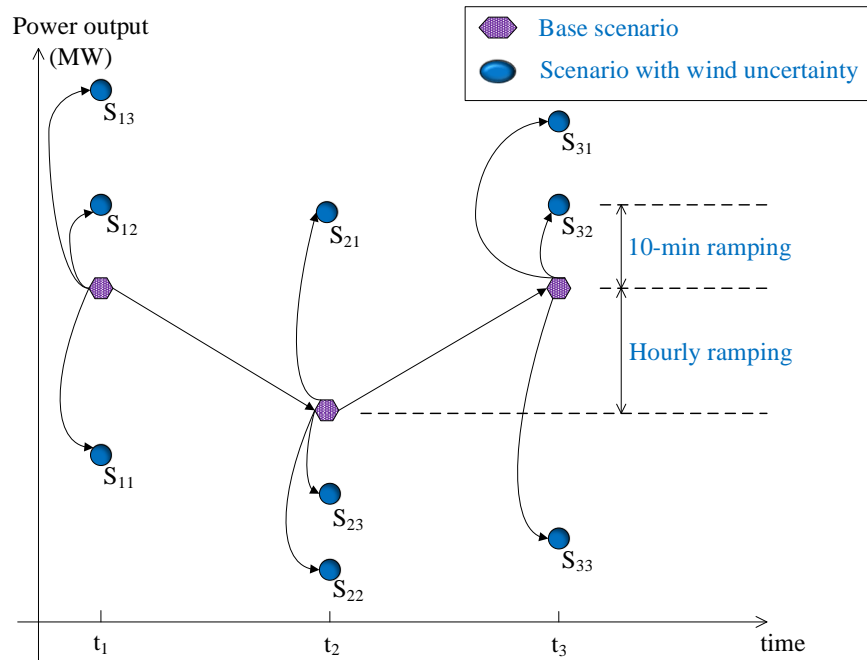 Power output
(MW)
Base scenario
Scenario with wind uncertainty
S13
S31
S12
S21
S32
10-min ramping
Hourly ramping
S11
S23
S22
S33
t1
t2
t3
time